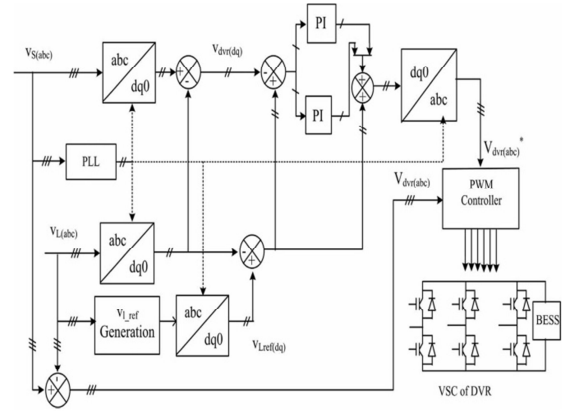 PI
v_S(abc)
abc
dq0
v_dvr(dq)
PI
dq0
abc
PLL
V_dvr(abc)*
V_dvr(abc)
PWM
Controller
v_L(abc)
abc
dq0
v_l_ref
Generation
abc
dq0
v_Lref(dq)
BESS
VSC of DVR